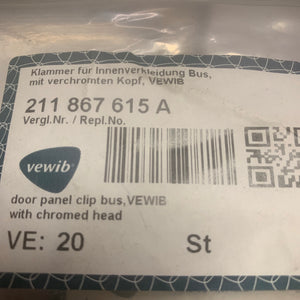 Klammer für Innenverkleidung Bus,
mit verchromten Kopf, VEWIB
211 867 615 A
Vergl.Nr. / Repl.No.
vewib
door panel clip bus,VEWIB
with chromed head
VE: 20 St